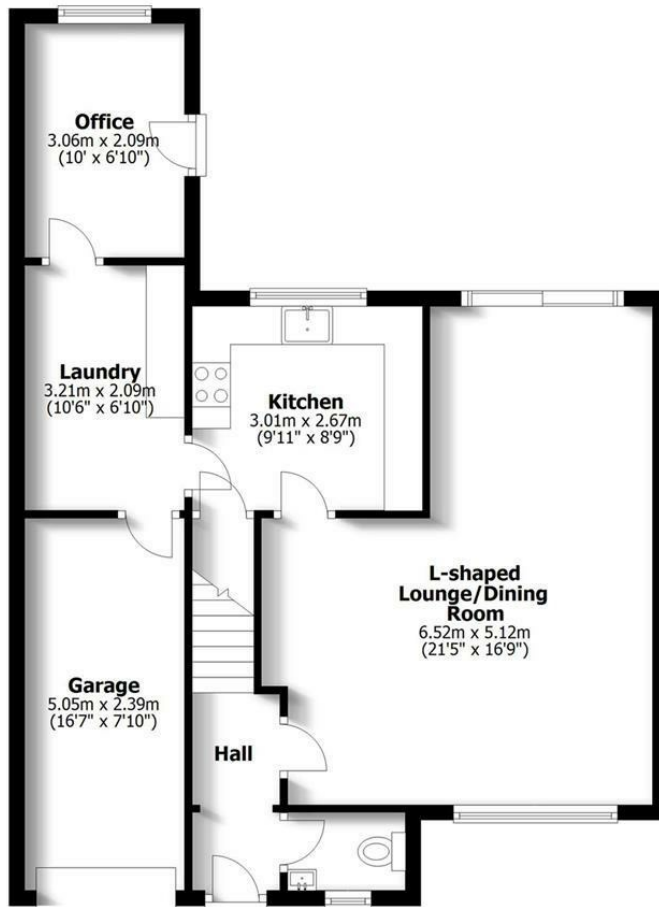 Office
3.06m x 2.09m
(10' x 6'10")
Laundry
3.21m x 2.09m
(10'6" x 6'10")
Kitchen
3.01m x 2.67m
(9'11" x 8'9")
L-shaped
Lounge/Dining
Room
6.52m x 5.12m
(21'5" x 16'9")
Garage
5.05m x 2.39m
(16'7" x 7'10")
Hall